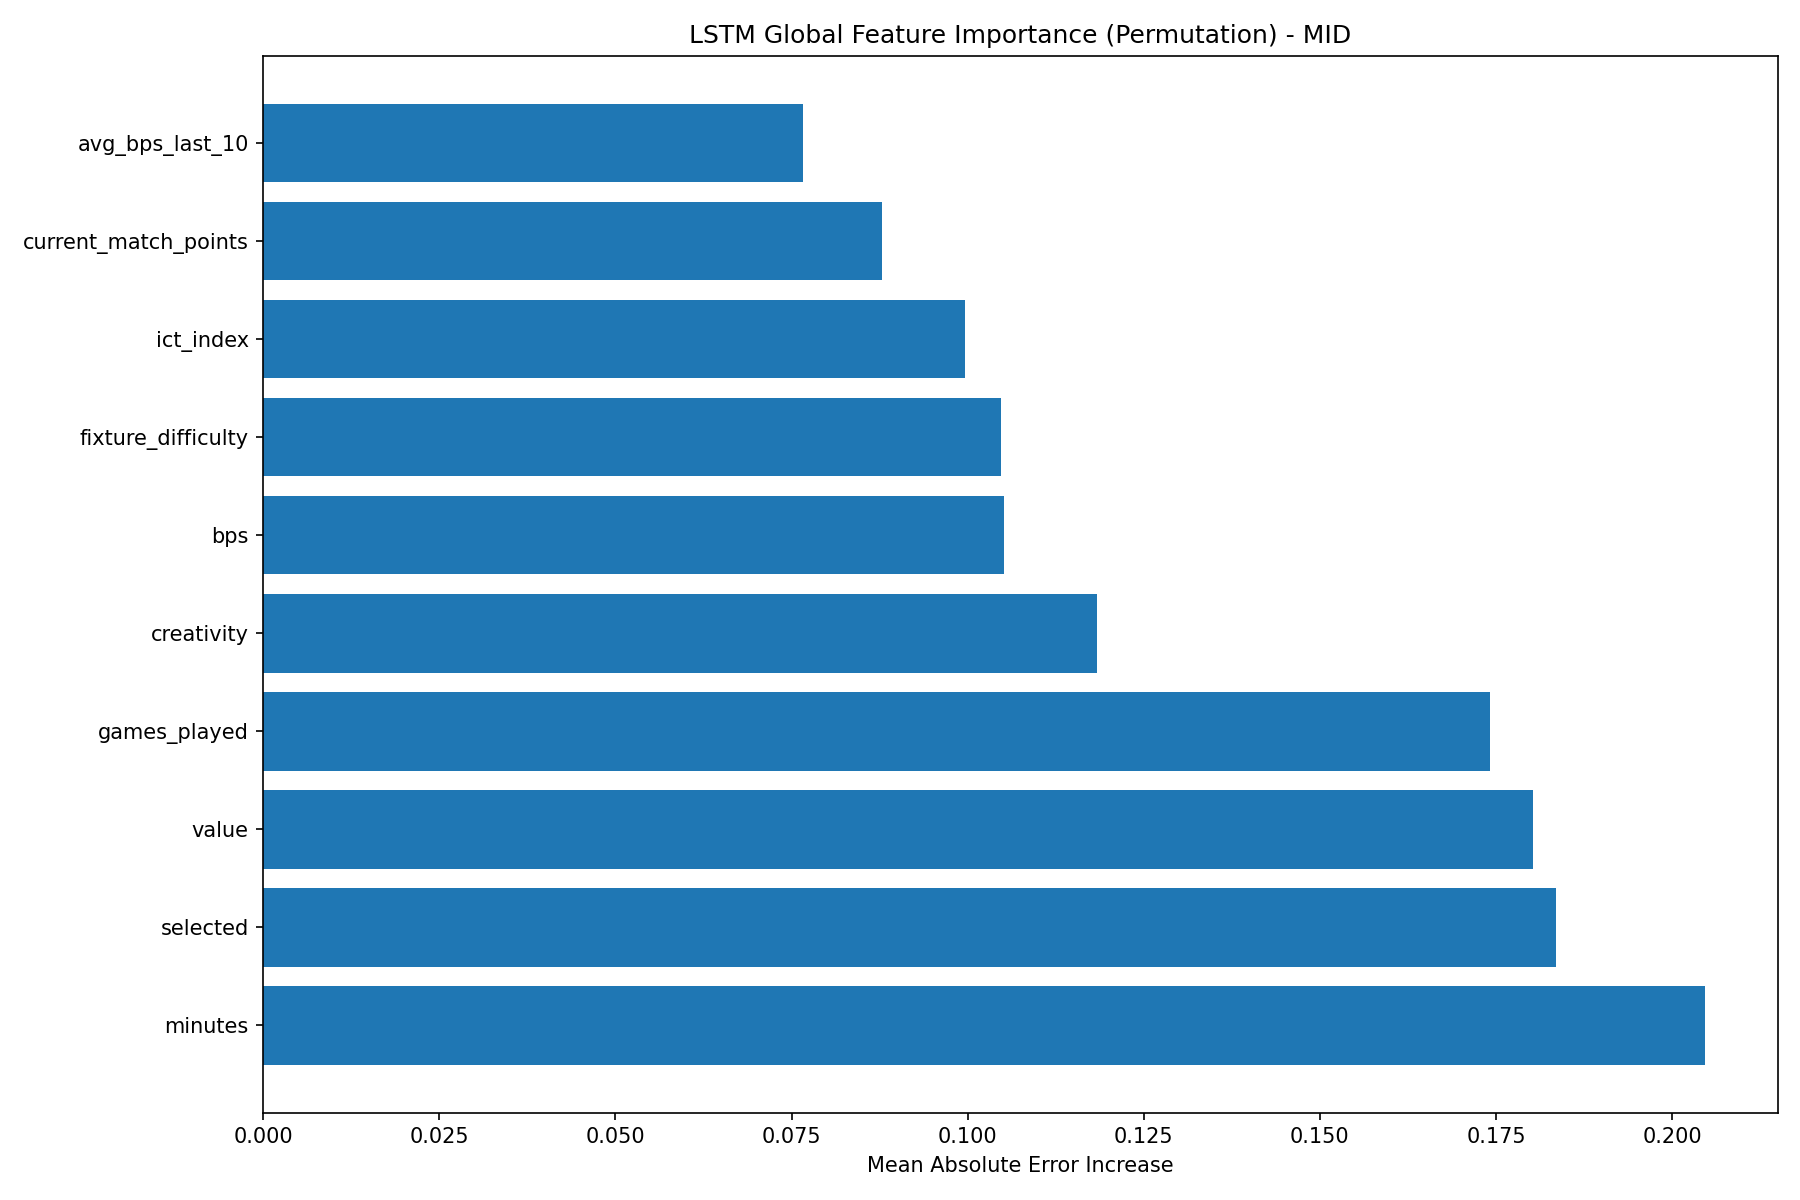 LSTM Global Feature Importance (Permutation) - MID
avg_bps_last_10
current_match_points
ict_index
fixture_difficulty
bps
creativity
games_played
value
selected
minutes
0.000 0.025 0.050 0.075 0.100 0.125 0.150 0.175 0.200
Mean Absolute Error Increase